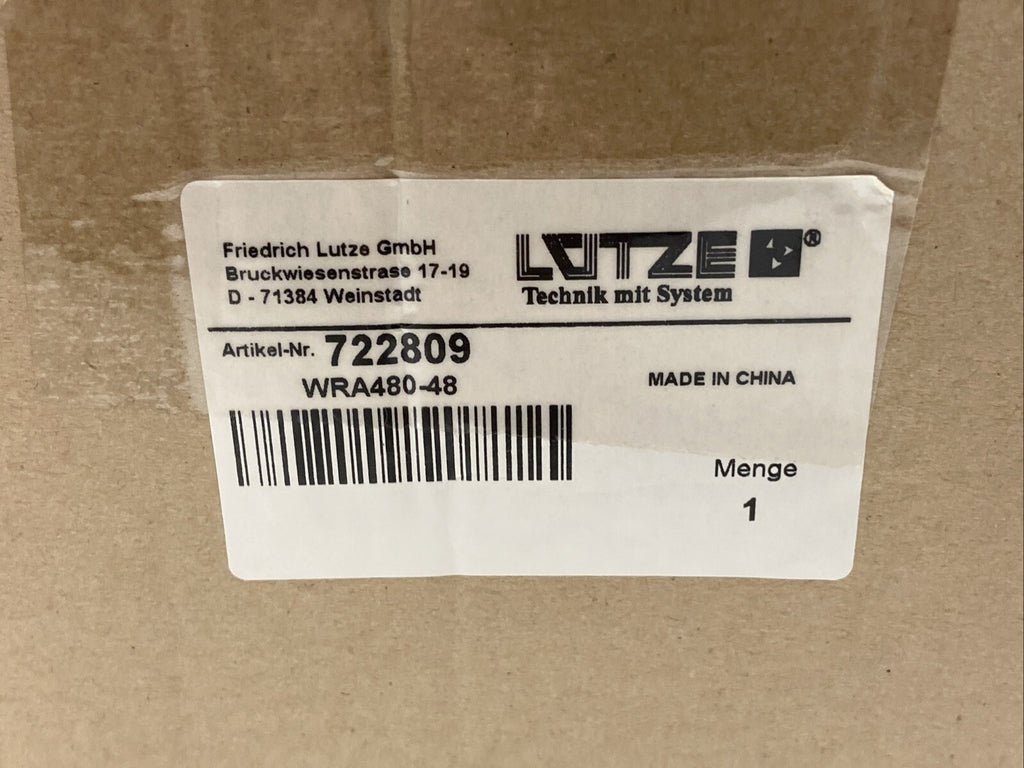 Friedrich Lutze GmbH
Bruckwiesenstrase 17-19
D - 71384 Weinstadt
LÜTZE ®
Technik mit System
Artikel-Nr. 722809
WRA480-48
MADE IN CHINA
Menge
1